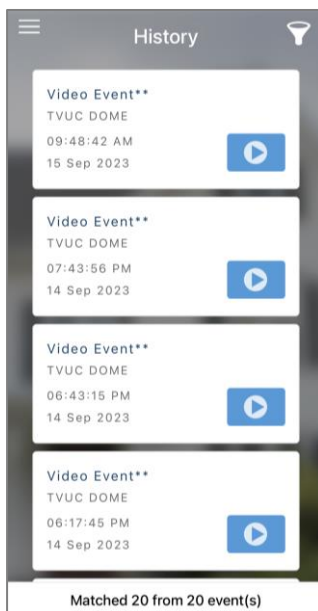 History
Video Event**
TVUC DOME
09:48:42 AM
15 Sep 2023
Video Event**
TVUC DOME
07:43:56 PM
14 Sep 2023
Video Event**
TVUC DOME
06:43:15 PM
14 Sep 2023
Video Event**
TVUC DOME
06:17:45 PM
14 Sep 2023
Matched 20 from 20 event(s)